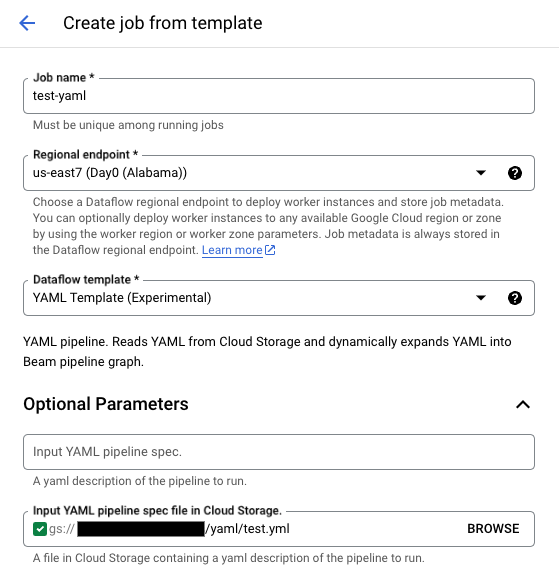 Create job from template
Job name *
test-yaml
Must be unique among running jobs
Regional endpoint *
us-east7 (Day0 (Alabama))
Choose a Dataflow regional endpoint to deploy worker instances and store job metadata.
You can optionally deploy worker instances to any available Google Cloud region or zone
by using the worker region or worker zone parameters. Job metadata is always stored in
the Dataflow regional endpoint. Learn more
Dataflow template *
YAML Template (Experimental)
YAML pipeline. Reads YAML from Cloud Storage and dynamically expands YAML into
Beam pipeline graph.
Optional Parameters
Input YAML pipeline spec.
A yaml description of the pipeline to run.
Input YAML pipeline spec file in Cloud Storage.
gs:// /yaml/test.yml BROWSE
A file in Cloud Storage containing a yaml description of the pipeline to run.